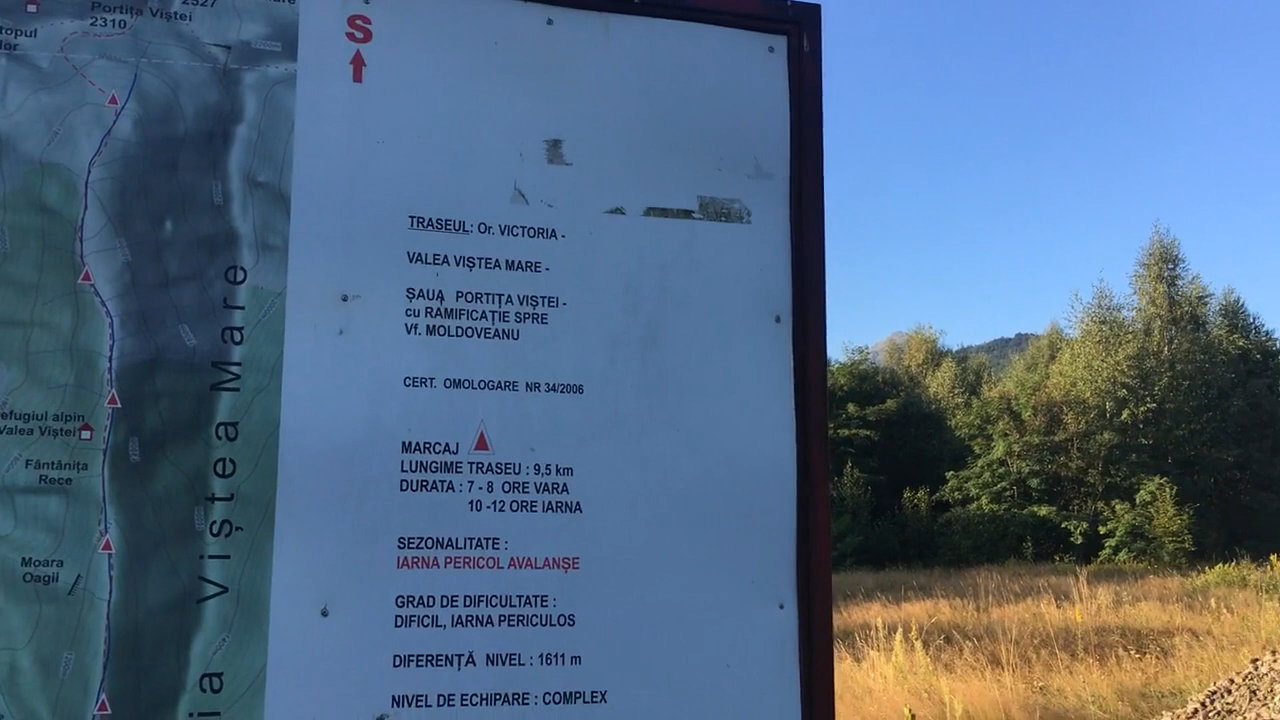 2527
Portița Viștei
2310
2200m
Refugiul alpin
Valea Viștei
Fântânița
Rece
Moara
Oagii
Viștea Mare
S
TRASEUL: Or. VICTORIA -
VALEA VIȘTEA MARE -
ȘAUA PORTIȚA VIȘTEI -
cu RAMIFICAȚIE SPRE
Vf. MOLDOVEANU
CERT. OMOLOGARE NR 34/2006
MARCAJ
LUNGIME TRASEU : 9,5 km
DURATA : 7 - 8 ORE VARA
10 -12 ORE IARNA
SEZONALITATE :
IARNA PERICOL AVALANȘE
GRAD DE DIFICULTATE :
DIFICIL, IARNA PERICULOS
DIFERENȚĂ NIVEL : 1611 m
NIVEL DE ECHIPARE : COMPLEX